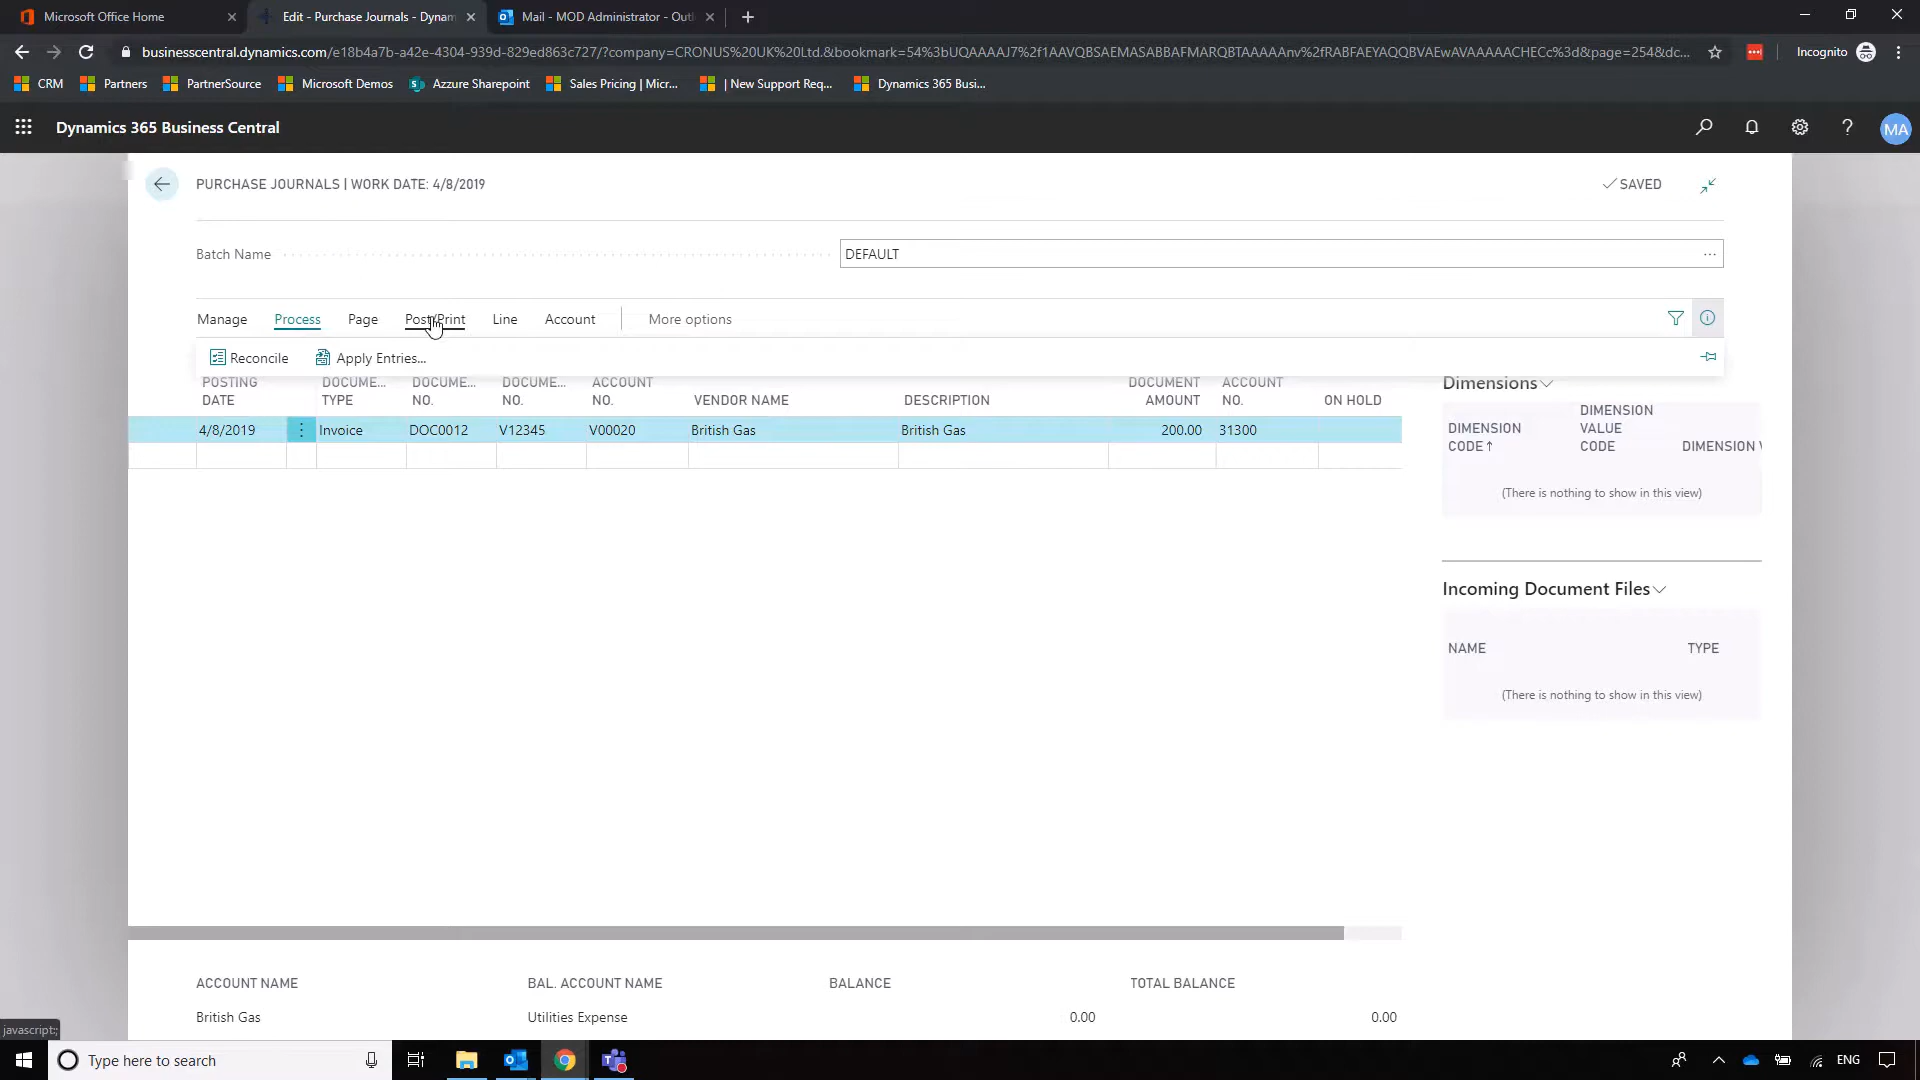 Microsoft Office Home
Edit - Purchase Journals - Dynam
Mail - MOD Administrator - Outl
businesscentral.dynamics.com/e18b4a7b-a42e-4304-939d-829ed863c727/?company=CRONUS%20UK%20Ltd.&bookmark=54%3bUQAAAAJ7%2f1AAVQBSAEMASABBAFMARQBTAAAAAnv%2fRABFAEYAQQBVAEwAVAAAAACHECc%3d&page=254&dc...
Incognito
CRM
Partners
PartnerSource
Microsoft Demos
Azzure Sharepoint
Sales Pricing | Micr...
| New Support Req...
Dynamics 365 Busi...
Dynamics 365 Business Central
MA
PURCHASE JOURNALS | WORK DATE: 4/8/2019
SAVED
Batch Name
DEFAULT
Manage Process Page Post/Print Line Account More options
Reconcile Apply Entries...
POSTING DATE
DOCUME... TYPE
DOCUME... NO.
DOCUME... NO.
ACCOUNT NO.
VENDOR NAME
DESCRIPTION
DOCUMENT AMOUNT
ACCOUNT NO.
ON HOLD
4/8/2019 Invoice DOC0012 V12345 V00020 British Gas British Gas 200.00 31300
Dimensions
DIMENSION CODE↑
DIMENSION VALUE CODE
DIMENSION V
(There is nothing to show in this view)
Incoming Document Files
NAME TYPE
(There is nothing to show in this view)
ACCOUNT NAME BAL. ACCOUNT NAME BALANCE TOTAL BALANCE
British Gas Utilities Expense 0.00 0.00
javascript:;
Type here to search
ENG